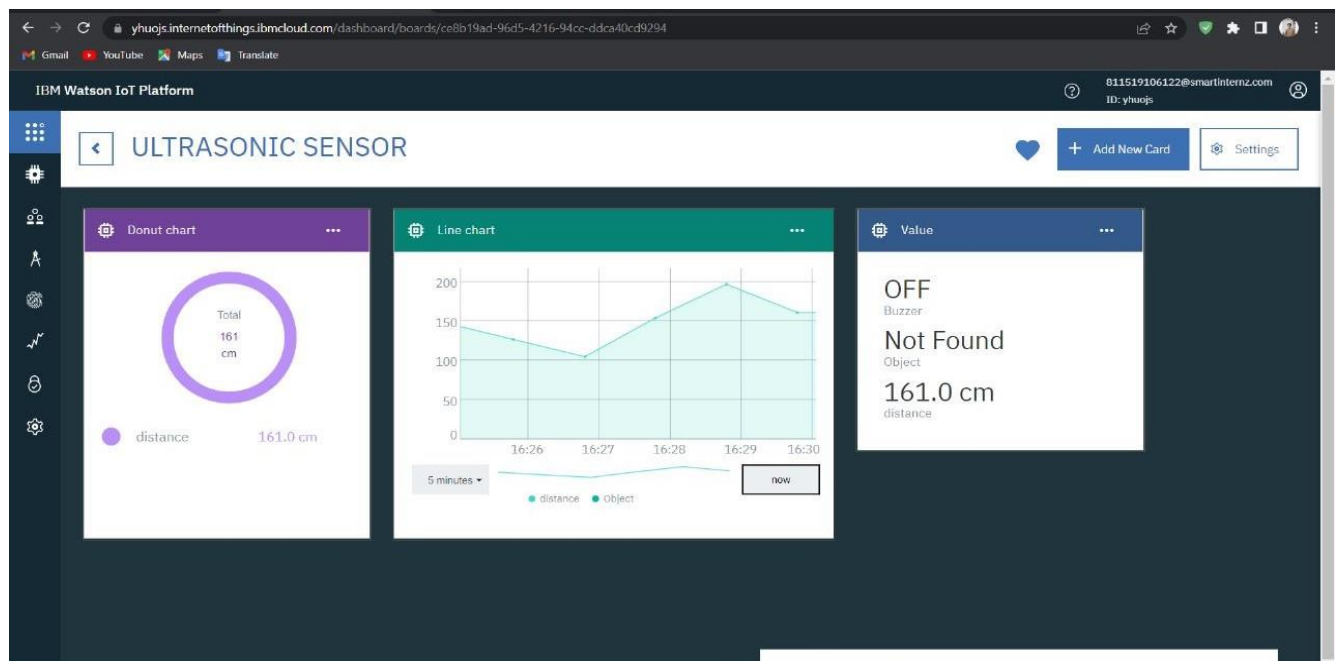 yhuojs.internetofthings.ibmcloud.com/dashboard/boards/ce8b19ad-96d5-4216-94cc-ddca40cd9294
Gmail YouTube Maps Translate
IBM Watson IoT Platform
811519106122@smartinternz.com
ID: yhuojs
ULTRASONIC SENSOR
+ Add New Card
Settings
Donut chart
Total
161
cm
distance 161.0 cm
Line chart
200
150
100
50
0
16:26 16:27 16:28 16:29 16:30
5 minutes
now
distance Object
Value
OFF
Buzzer
Not Found
Object
161.0 cm
distance